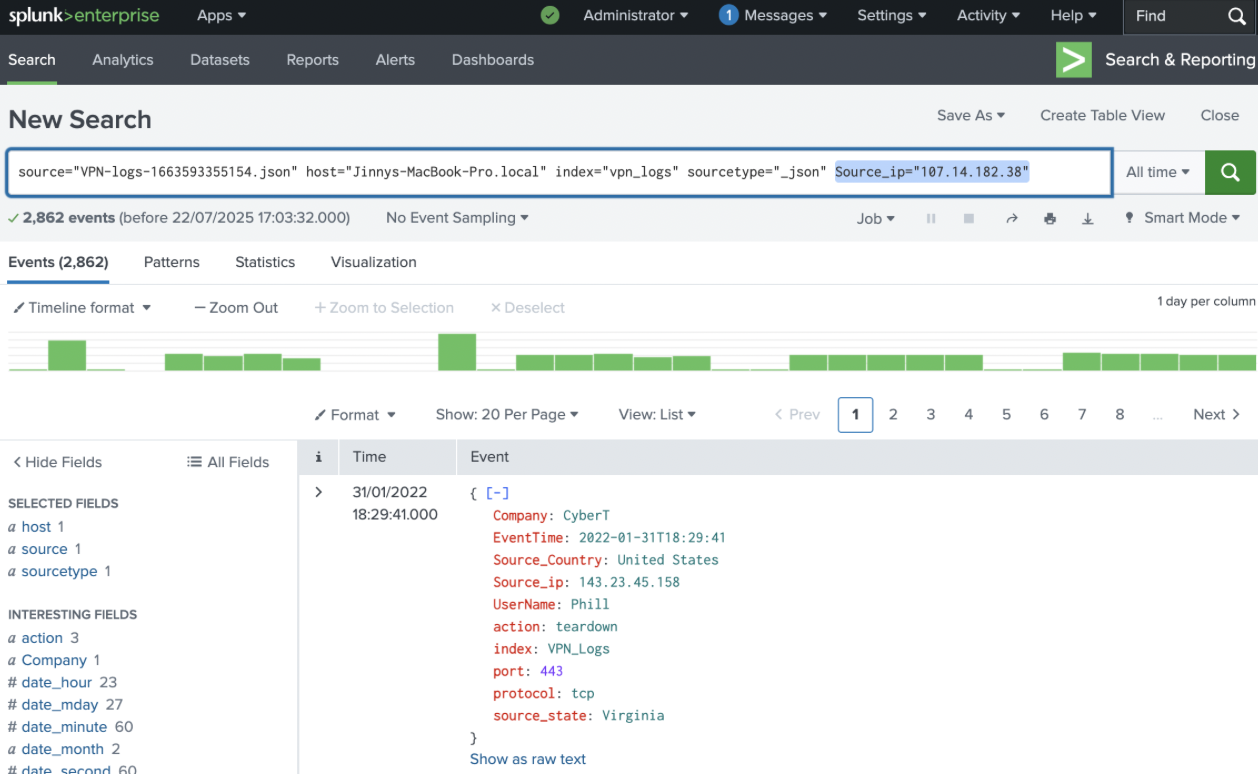 splunk>enterprise Apps Administrator 1 Messages Settings Activity Help Find
Search Analytics Datasets Reports Alerts Dashboards > Search & Reporting
New Search Save As Create Table View Close
source="VPN-logs-1663593355154.json" host="Jinnys-MacBook-Pro.local" index="vpn_logs" sourcetype="_json" Source_ip="107.14.182.38" All time
2,862 events (before 22/07/2025 17:03:32.000) No Event Sampling Job Smart Mode
Events (2,862) Patterns Statistics Visualization
Timeline format — Zoom Out + Zoom to Selection × Deselect 1 day per column
Format Show: 20 Per Page View: List < Prev 1 2 3 4 5 6 7 8 ... Next >
< Hide Fields All Fields
SELECTED FIELDS
a host 1
a source 1
a sourcetype 1
INTERESTING FIELDS
a action 3
a Company 1
# date_hour 23
# date_mday 27
# date_minute 60
a date_month 2
# date_second 60
i Time Event
> 31/01/2022 18:29:41.000
{ [-]
Company: CyberT
EventTime: 2022-01-31T18:29:41
Source_Country: United States
Source_ip: 143.23.45.158
UserName: Phill
action: teardown
index: VPN_Logs
port: 443
protocol: tcp
source_state: Virginia
}
Show as raw text